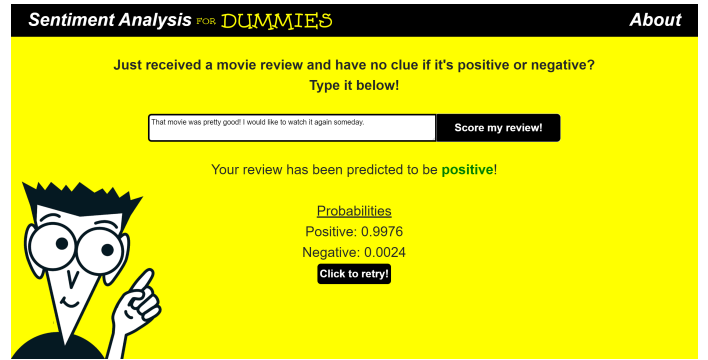 Sentiment Analysis FOR DUMMIES
About
Just received a movie review and have no clue if it's positive or negative?
Type it below!
That movie was pretty good! I would like to watch it again someday.
Score my review!
Your review has been predicted to be positive!
Probabilities
Positive: 0.9976
Negative: 0.0024
Click to retry!